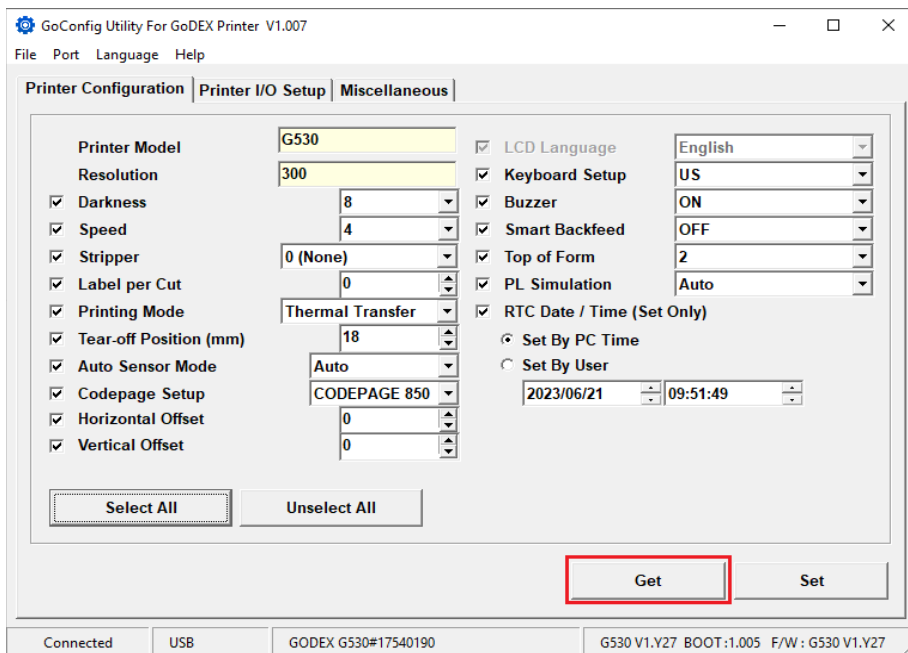 GoConfig Utility For GoDEX Printer V1.007
File Port Language Help
Printer Configuration Printer I/O Setup Miscellaneous
Printer Model G530
Resolution 300
Darkness 8
Speed 4
Stripper 0 (None)
Label per Cut 0
Printing Mode Thermal Transfer
Tear-off Position (mm) 18
Auto Sensor Mode Auto
Codepage Setup CODEPAGE 850
Horizontal Offset 0
Vertical Offset 0
LCD Language English
Keyboard Setup US
Buzzer ON
Smart Backfeed OFF
Top of Form 2
PL Simulation Auto
RTC Date / Time (Set Only)
Set By PC Time
Set By User
2023/06/21 09:51:49
Select All Unselect All
Get Set
Connected USB GODEX G530#17540190 G530 V1.Y27 BOOT:1.005 F/W : G530 V1.Y27